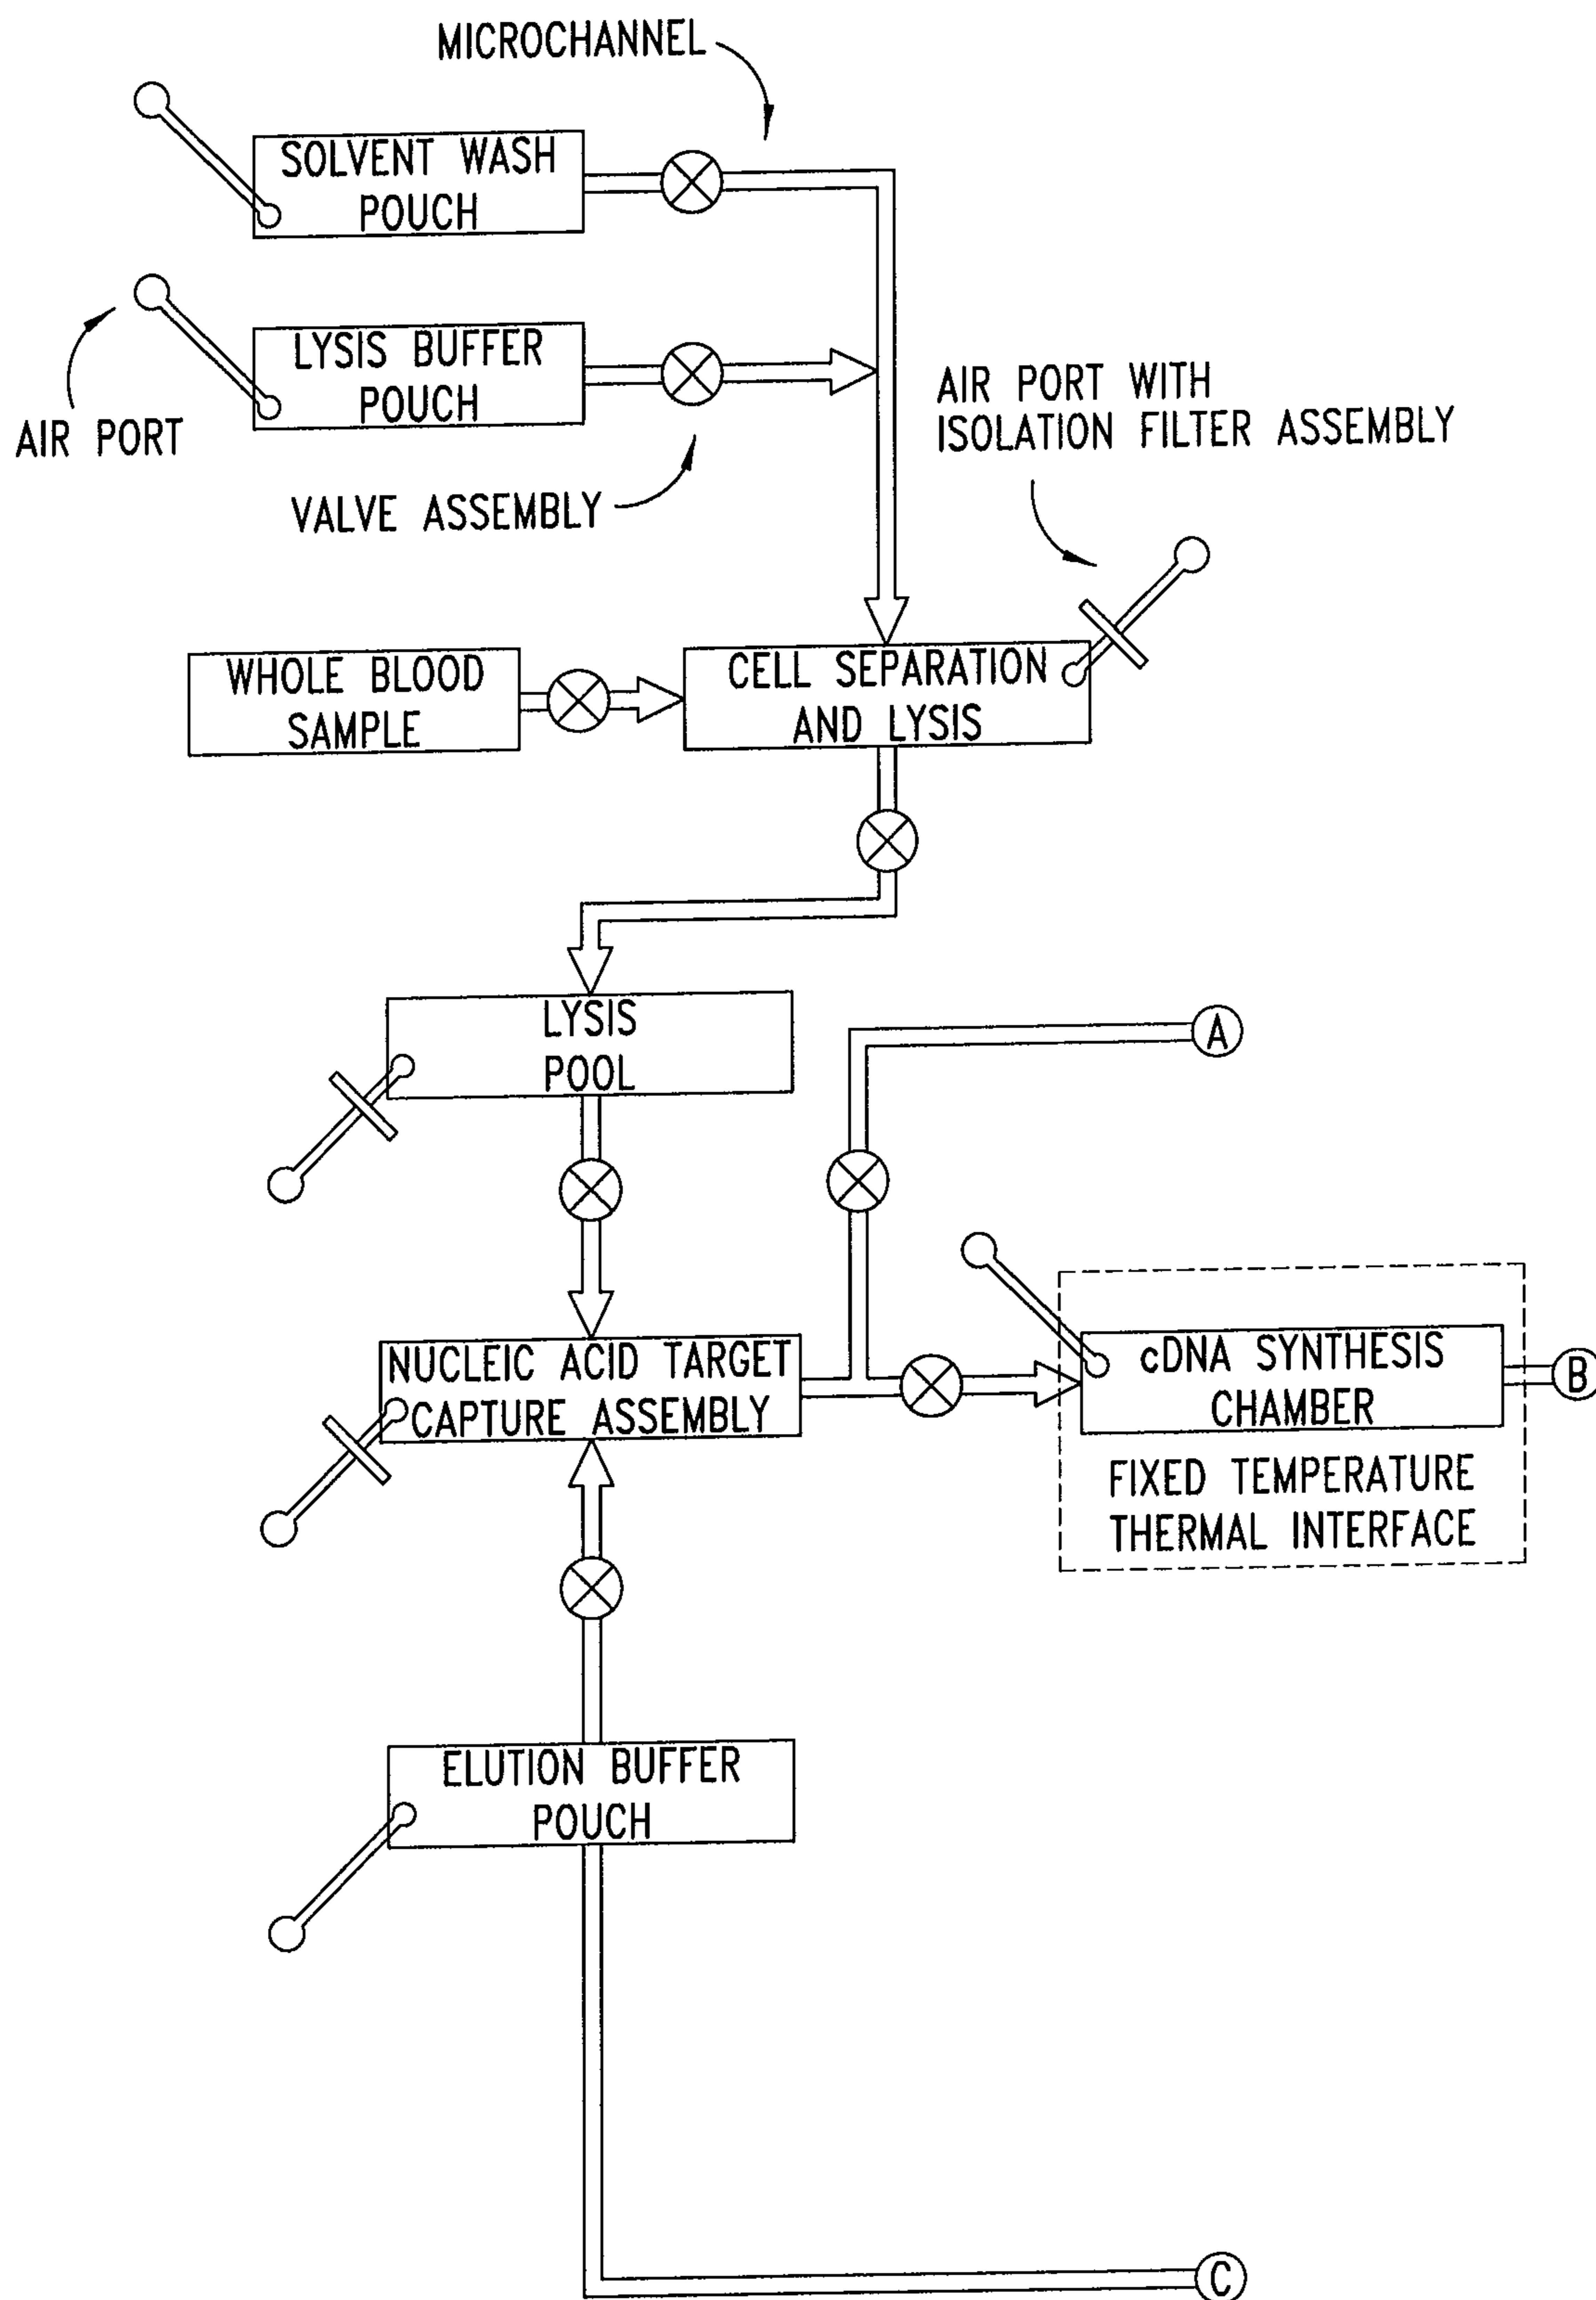 MICROCHANNEL
SOLVENT WASH
POUCH
LYSIS BUFFER
POUCH
AIR PORT
VALVE ASSEMBLY
AIR PORT WITH
ISOLATION FILTER ASSEMBLY
WHOLE BLOOD
SAMPLE
CELL SEPARATION
AND LYSIS
LYSIS
POOL
A
NUCLEIC ACID TARGET
CAPTURE ASSEMBLY
cDNA SYNTHESIS
CHAMBER
B
FIXED TEMPERATURE
THERMAL INTERFACE
ELUTION BUFFER
POUCH
C